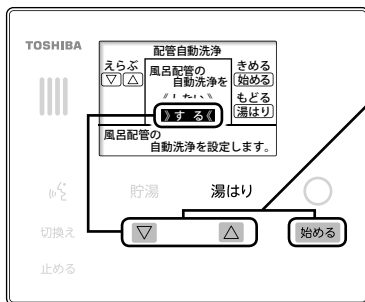 TOSHIBA
配管自動洗浄
えらぶ
▽△
風呂配管の
自動洗浄を
《しない》
》する《
きめる
始める
もどる
湯はり
風呂配管の
自動洗浄を設定します。
貯湯
湯はり
切換え
▽
△
始める
止める